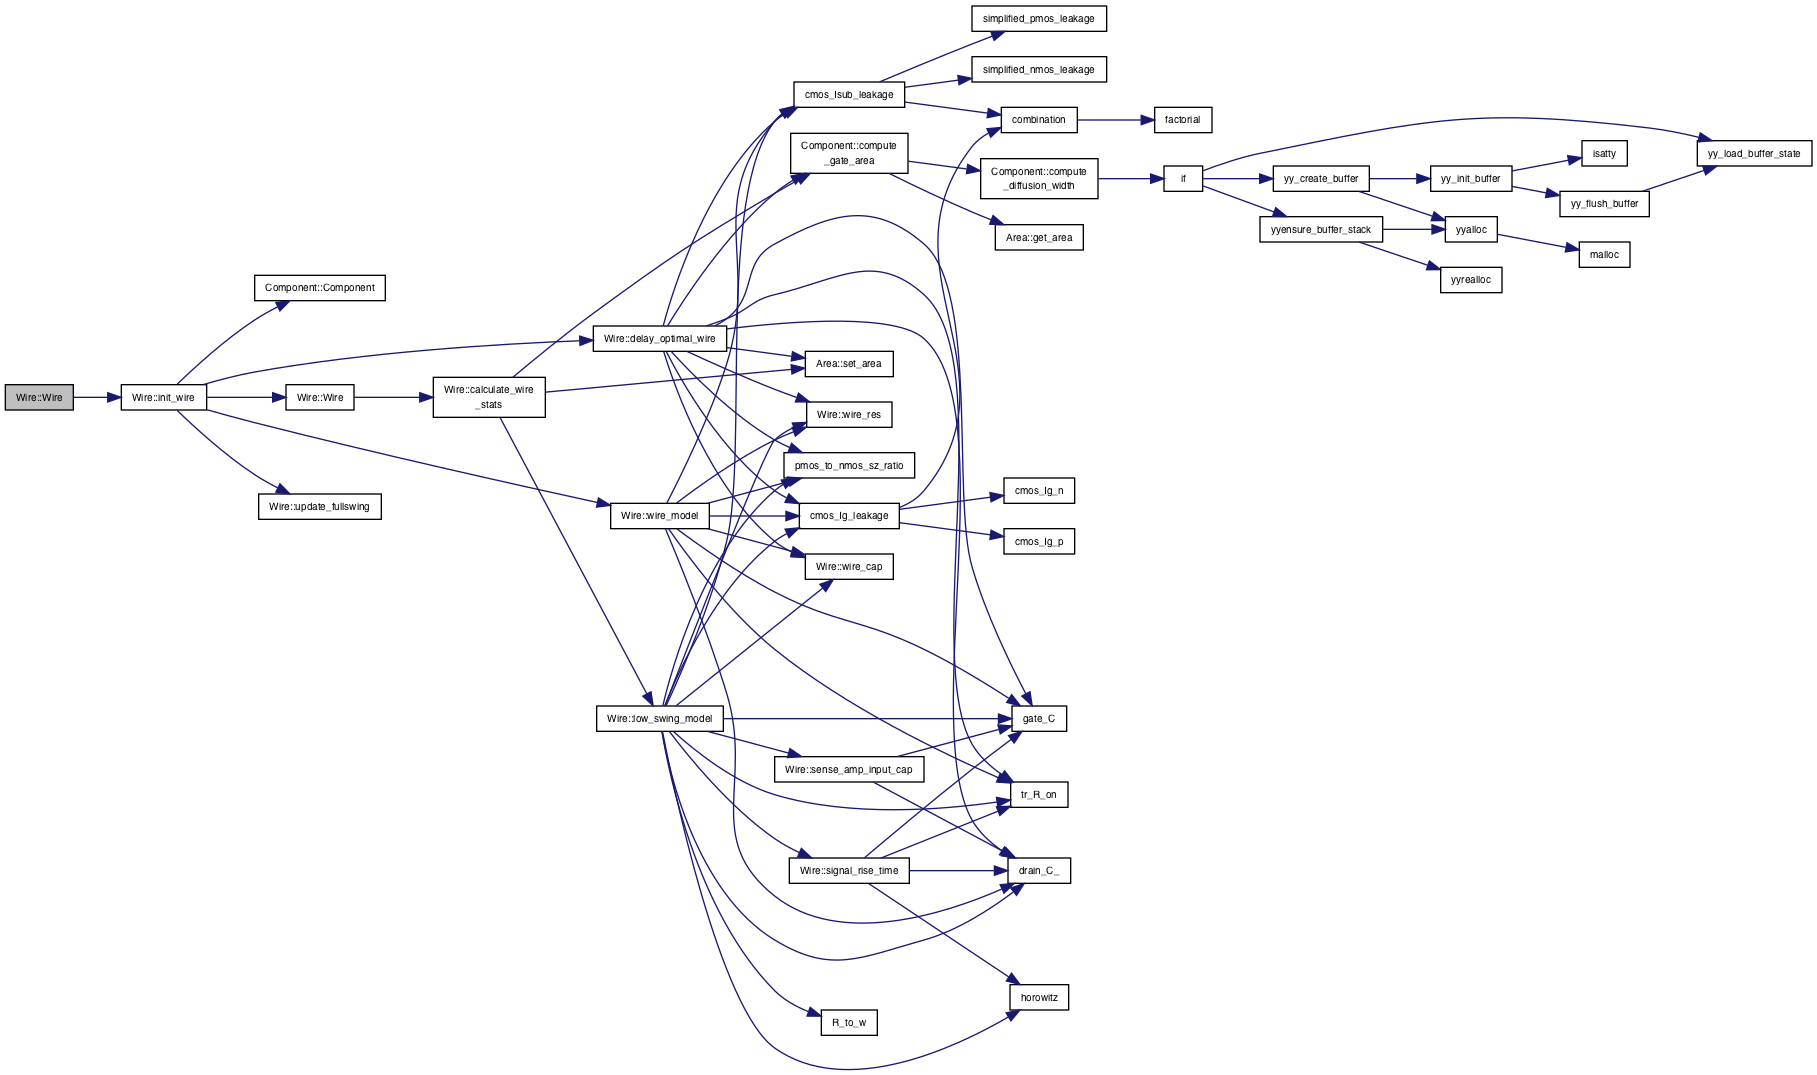 simplified_pmos_leakage
simplified_nmos_leakage
cmos_Isub_leakage
combination
factorial
Component::compute
_gate_area
Component::compute
_diffusion_width
if
yy_create_buffer
yy_init_buffer
isatty
yy_load_buffer_state
yy_flush_buffer
yyensure_buffer_stack
yyalloc
Area::get_area
malloc
yyrealloc
Component::Component
Wire::delay_optimal_wire
Area::set_area
Wire::Wire
Wire::init_wire
Wire::Wire
Wire::calculate_wire
_stats
Wire::wire_res
pmos_to_nmos_sz_ratio
Wire::update_fullswing
Wire::wire_model
cmos_Ig_leakage
cmos_Ig_n
cmos_Ig_p
Wire::wire_cap
Wire::low_swing_model
gate_C
Wire::sense_amp_input_cap
tr_R_on
Wire::signal_rise_time
drain_C_
horowitz
R_to_w